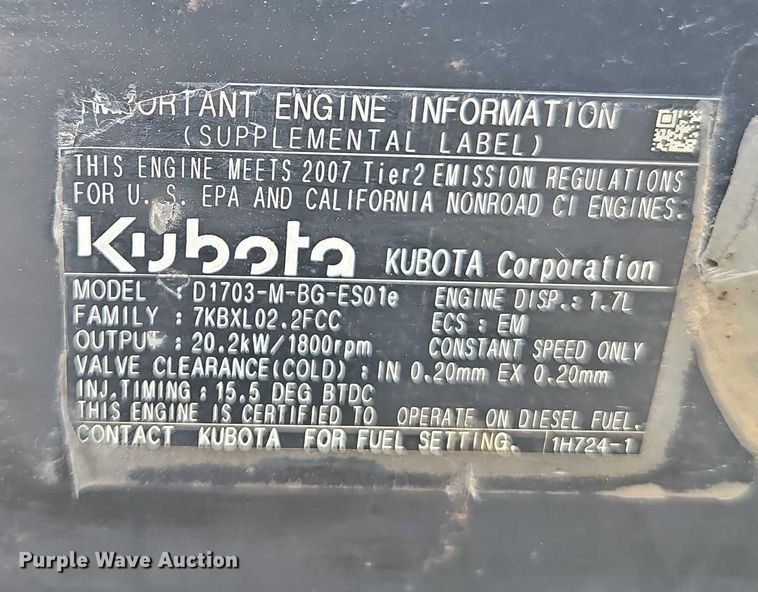 IMPORTANT ENGINE INFORMATION
(SUPPLEMENTAL LABEL)
THIS ENGINE MEETS 2007 Tier2 EMISSION REGULATIONS
FOR U. S. EPA AND CALIFORNIA NONROAD CI ENGINES.
Kubota KUBOTA Corporation
MODEL : D1703-M-BG-ES01e ENGINE DISP.: 1.7L
FAMILY : 7KBXL02.2FCC ECS : EM
OUTPUT : 20.2kW/1800rpm CONSTANT SPEED ONLY
VALVE CLEARANCE(COLD) : IN 0.20mm EX 0.20mm
INJ.TIMING : 15.5 DEG BTDC
THIS ENGINE IS CERTIFIED TO OPERATE ON DIESEL FUEL.
CONTACT KUBOTA FOR FUEL SETTING. 1H724-1
Purple Wave Auction